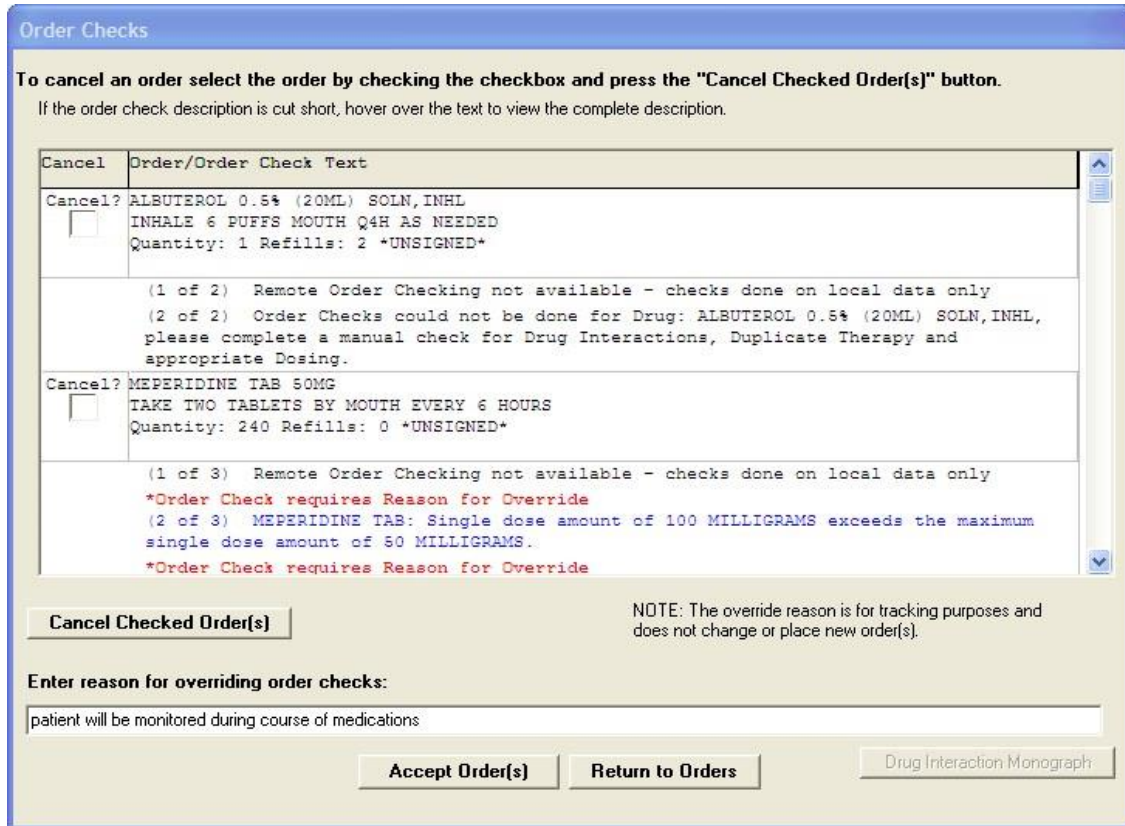 Order Checks
To cancel an order select the order by checking the checkbox and press the "Cancel Checked Order(s)" button.
If the order check description is cut short, hover over the text to view the complete description.
Cancel Order/Order Check Text
Cancel? ALBUTEROL 0.5% (20ML) SOLN,INHL
INHALE 6 PUFFS MOUTH Q4H AS NEEDED
Quantity: 1 Refills: 2 *UNSIGNED*
(1 of 2) Remote Order Checking not available - checks done on local data only
(2 of 2) Order Checks could not be done for Drug: ALBUTEROL 0.5% (20ML) SOLN,INHL,
please complete a manual check for Drug Interactions, Duplicate Therapy and
appropriate Dosing.
Cancel? MEPERIDINE TAB 50MG
TAKE TWO TABLETS BY MOUTH EVERY 6 HOURS
Quantity: 240 Refills: 0 *UNSIGNED*
(1 of 3) Remote Order Checking not available - checks done on local data only
*Order Check requires Reason for Override
(2 of 3) MEPERIDINE TAB: Single dose amount of 100 MILLIGRAMS exceeds the maximum
single dose amount of 50 MILLIGRAMS.
*Order Check requires Reason for Override
Cancel Checked Order(s)
NOTE: The override reason is for tracking purposes and
does not change or place new order(s).
Enter reason for overriding order checks:
patient will be monitored during course of medications
Accept Order(s)
Return to Orders
Drug Interaction Monograph